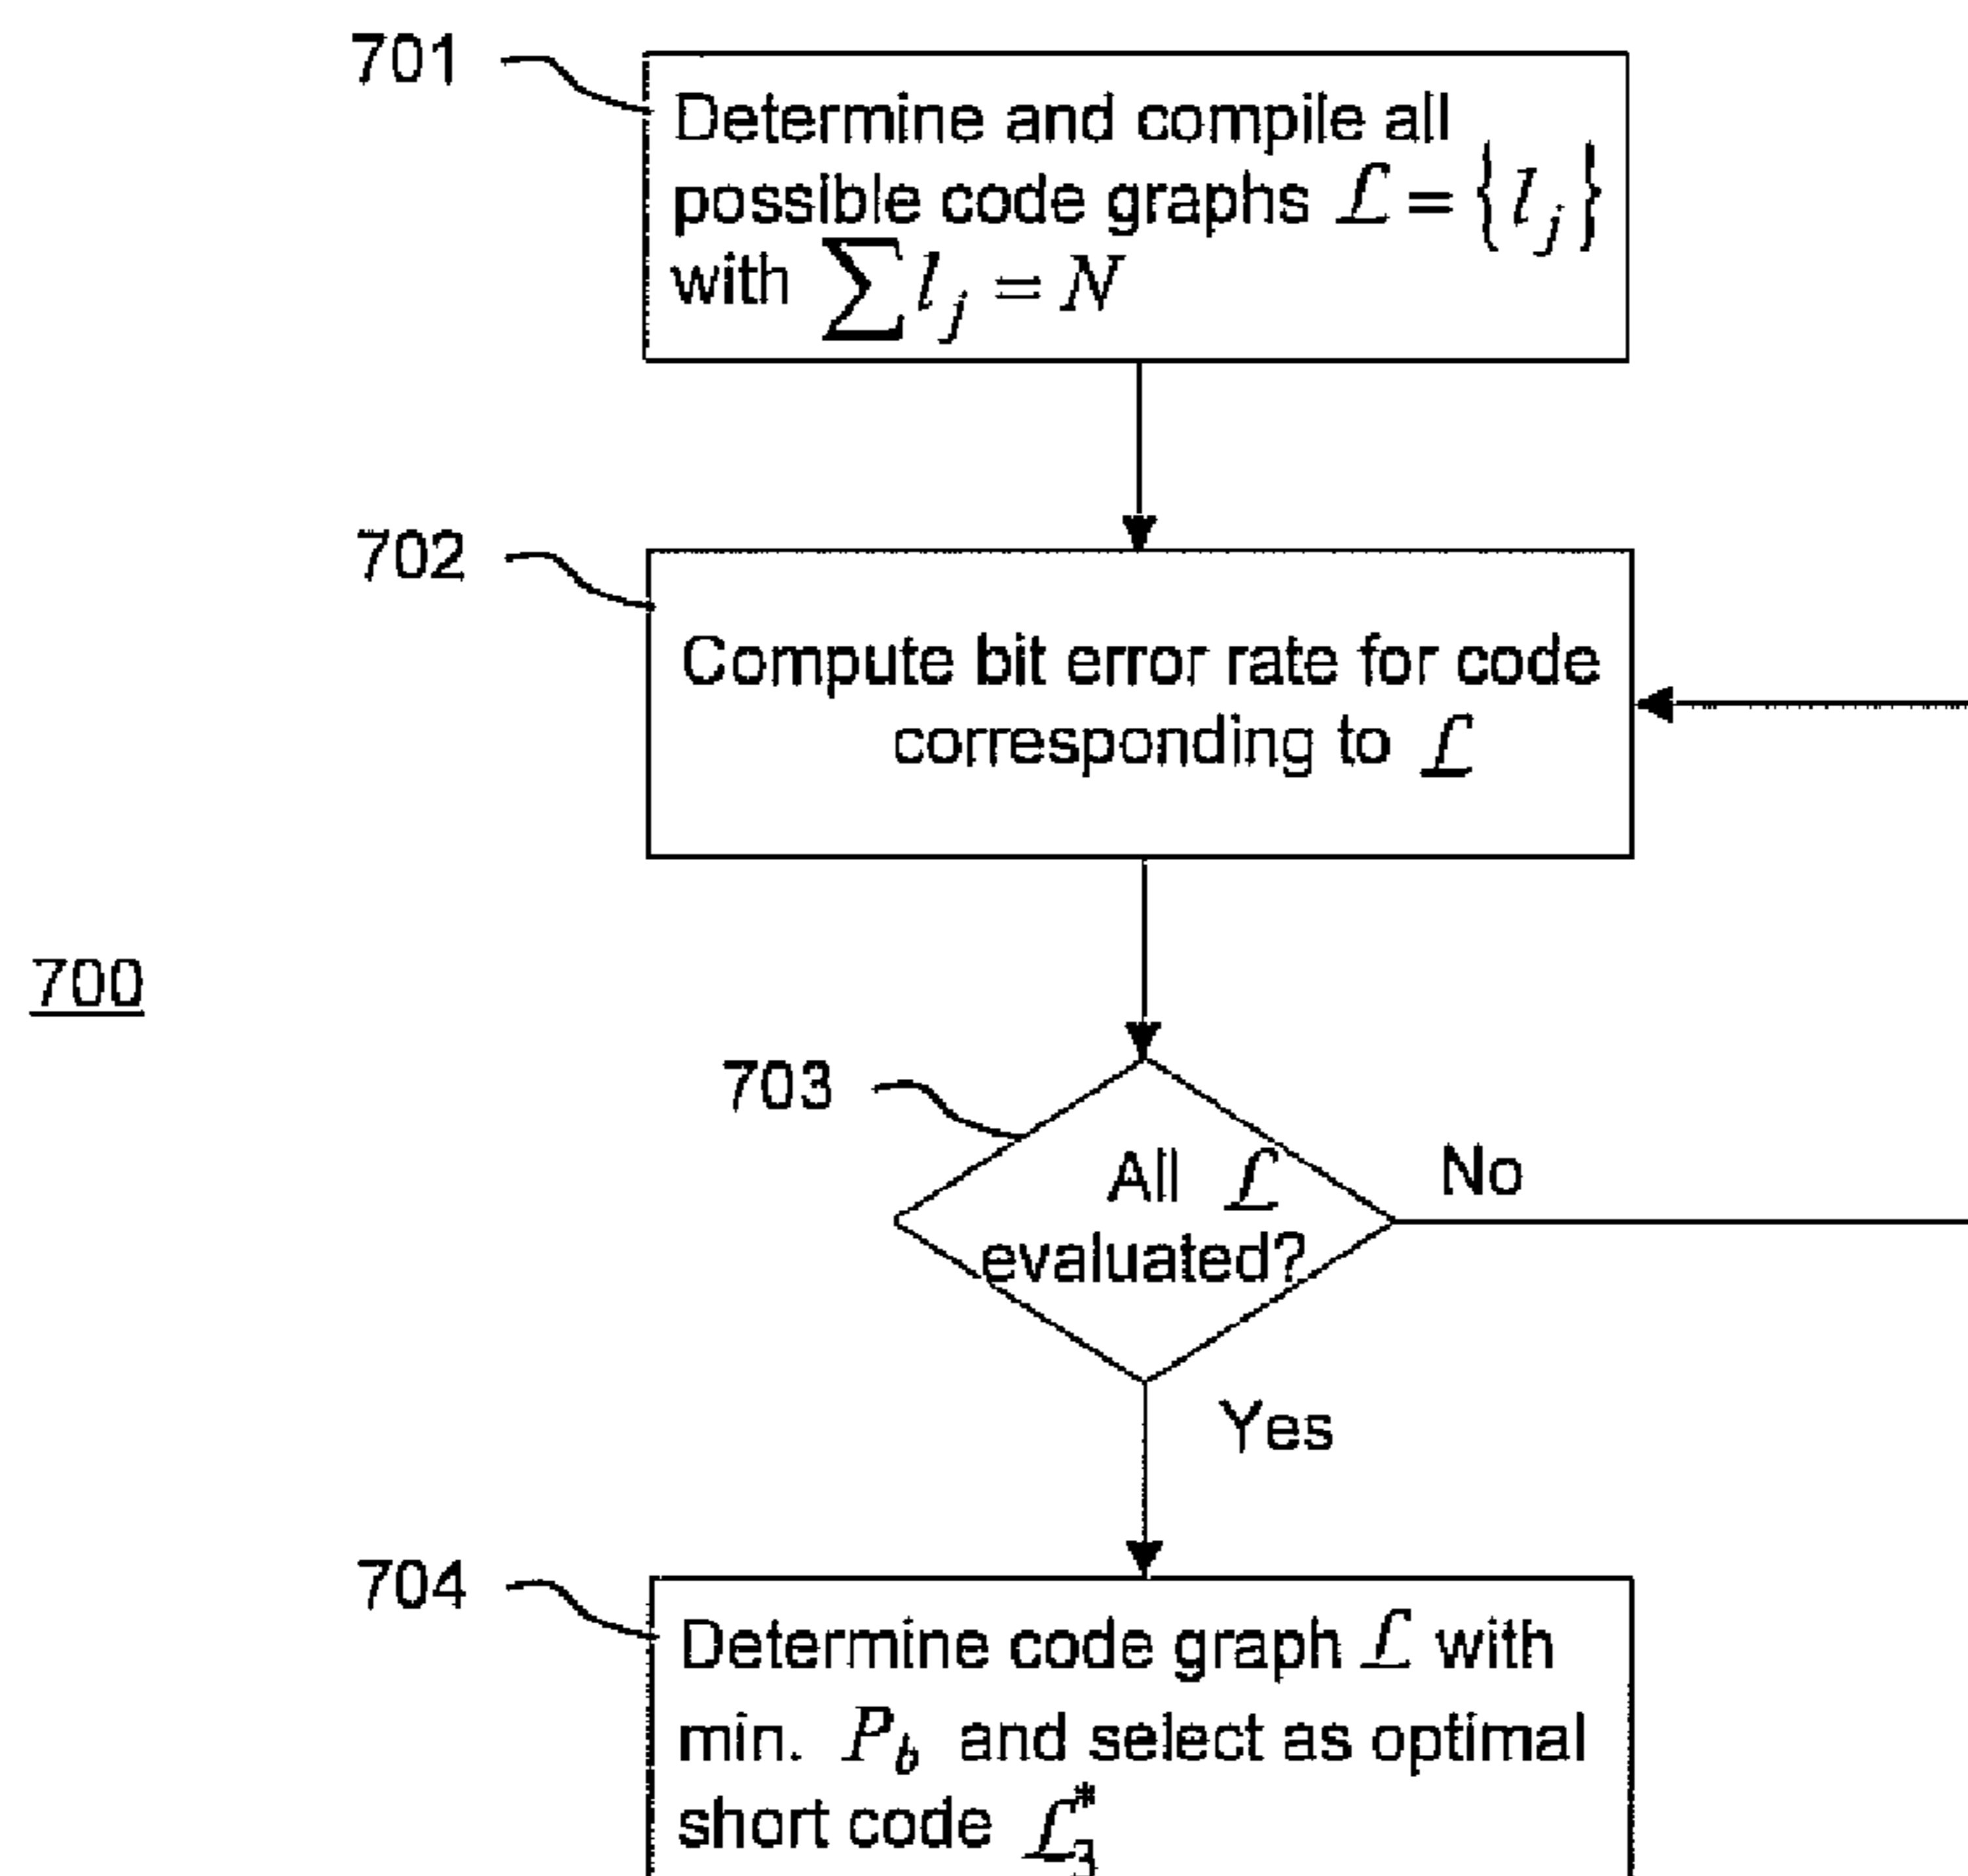 701
Determine and compile all
possible code graphs ℒ = {l_j}
with ∑ l_j = N
702
Compute bit error rate for code
corresponding to ℒ
700
703
All ℒ
evaluated?
No
Yes
704
Determine code graph ℒ with
min. P_b and select as optimal
short code ℒ*_3